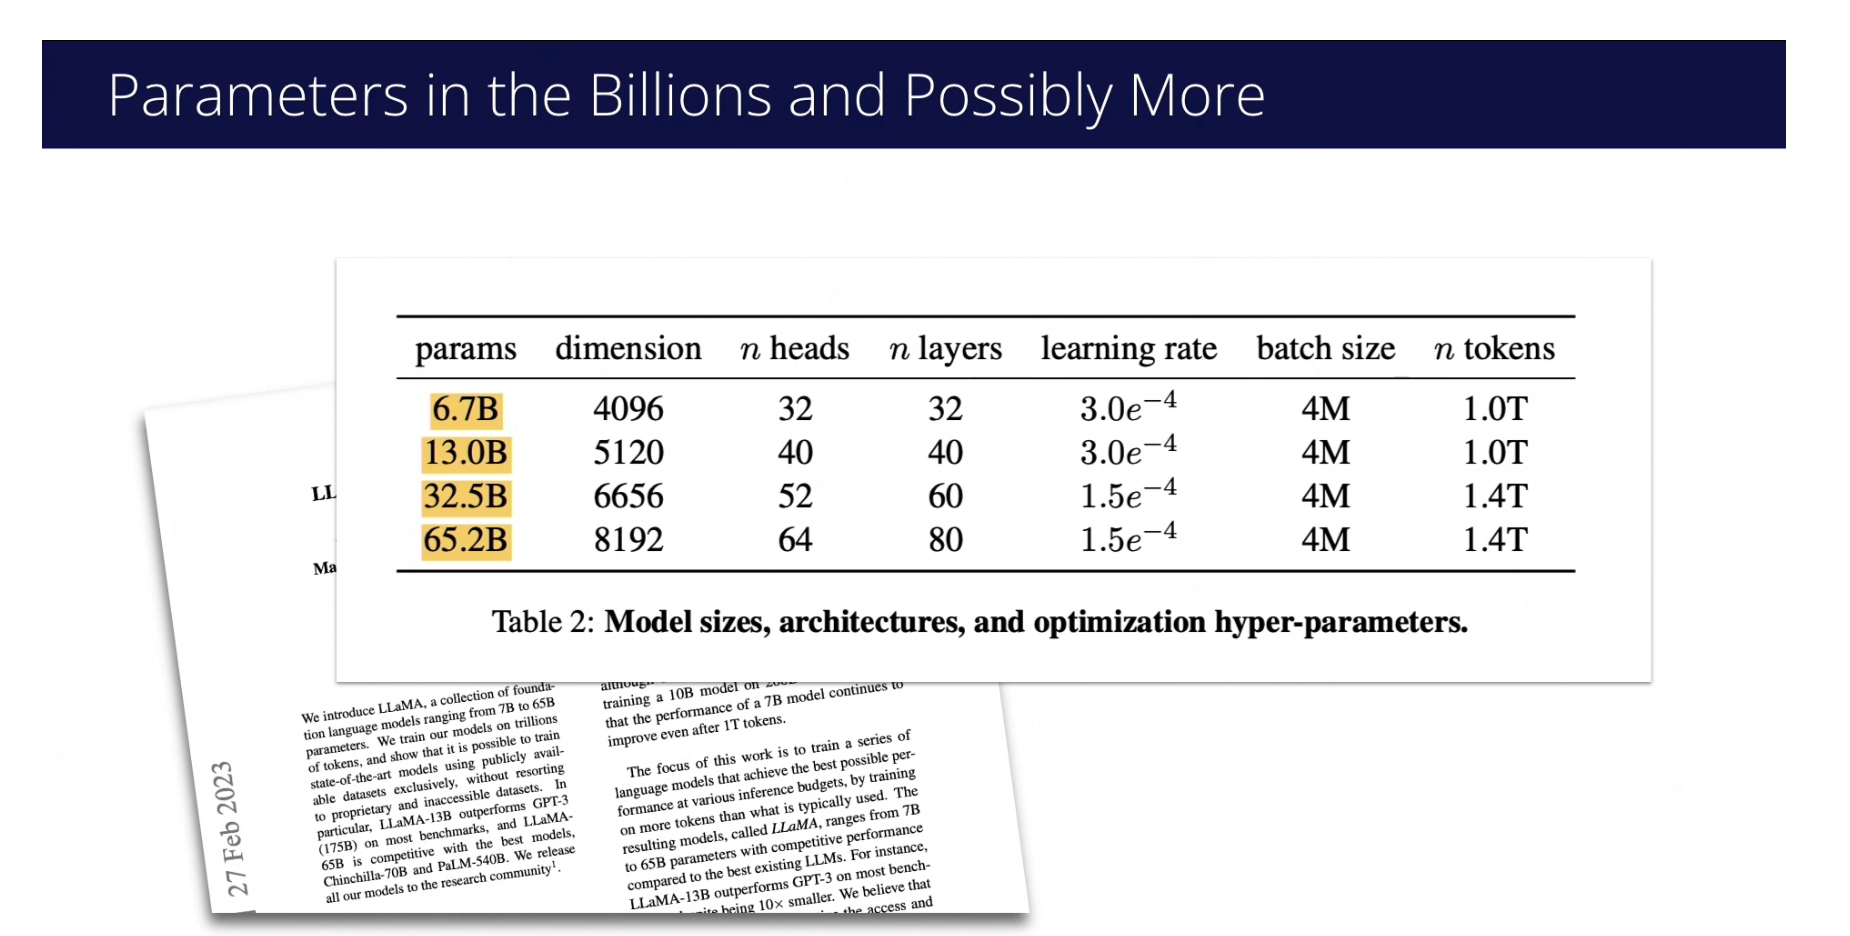 Parameters in the Billions and Possibly More
params dimension n heads n layers learning rate batch size n tokens
6.7B 4096 32 32 3.0e−4 4M 1.0T
13.0B 5120 40 40 3.0e−4 4M 1.0T
32.5B 6656 52 60 1.5e−4 4M 1.4T
65.2B 8192 64 80 1.5e−4 4M 1.4T
Table 2: Model sizes, architectures, and optimization hyper-parameters.
LL
Ma
27 Feb 2023
We introduce LLaMA, a collection of founda-
tion language models ranging from 7B to 65B
parameters. We train our models on trillions
of tokens, and show that it is possible to train
state-of-the-art models using publicly avail-
able datasets exclusively, without resorting
to proprietary and inaccessible datasets. In
particular, LLaMA-13B outperforms GPT-3
(175B) on most benchmarks, and LLaMA-
65B is competitive with the best models,
Chinchilla-70B and PaLM-540B. We release
all our models to the research community1.
training a 10B model on
that the performance of a 7B model continues to
improve even after 1T tokens.
The focus of this work is to train a series of
language models that achieve the best possible per-
formance at various inference budgets, by training
on more tokens than what is typically used. The
resulting models, called LLaMA, ranges from 7B
to 65B parameters with competitive performance
compared to the best existing LLMs. For instance,
LLaMA-13B outperforms GPT-3 on most bench-
being 10× smaller. We believe that
the access and